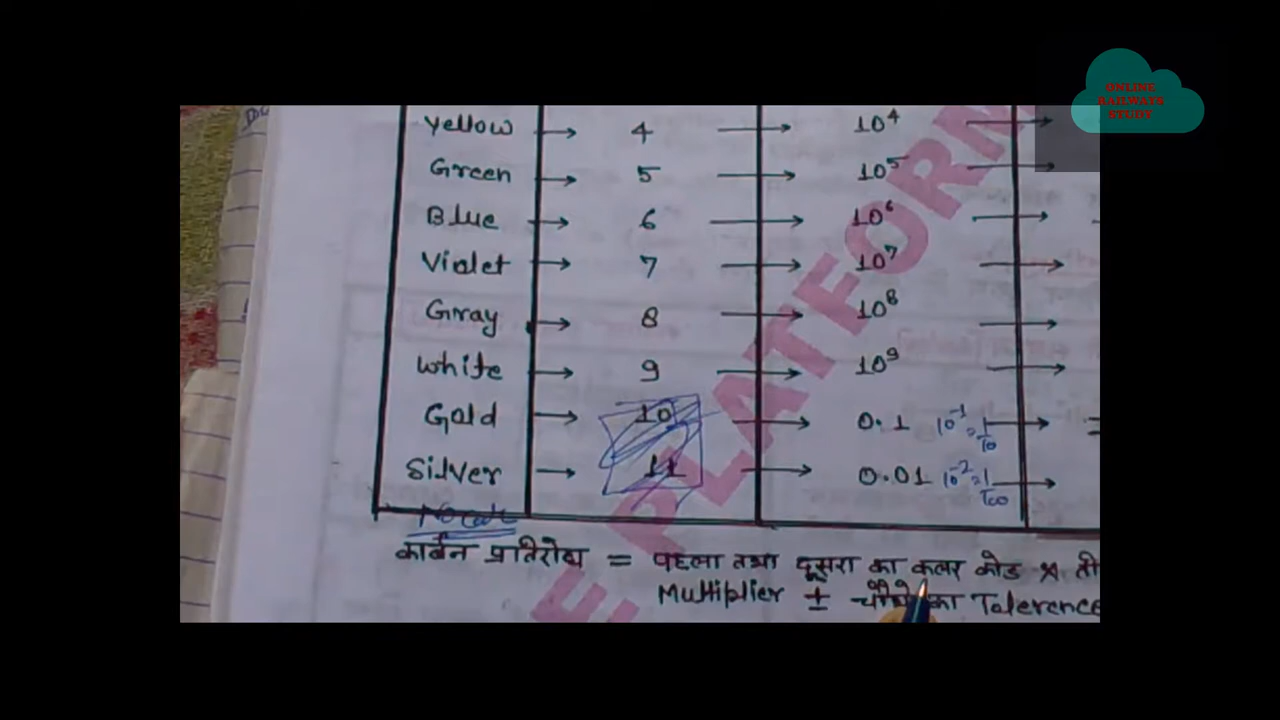 ONLINE
RAILWAYS
STUDY
Yellow → 4 → 10⁴ →
Green → 5 → 10⁵ →
Blue → 6 → 10⁶ →
Violet → 7 → 10⁷ →
Gray → 8 → 10⁸ →
White → 9 → 10⁹ →
Gold → 10 → 0.1 10⁻¹ = 1/10 →
Silver → 11 → 0.01 10⁻² = 1/100 →
कार्बन प्रतिरोध = पहला तथा दूसरा का कलर कोड × ती
Multiplier ± चौथे का Tolerence
E PLATFORM